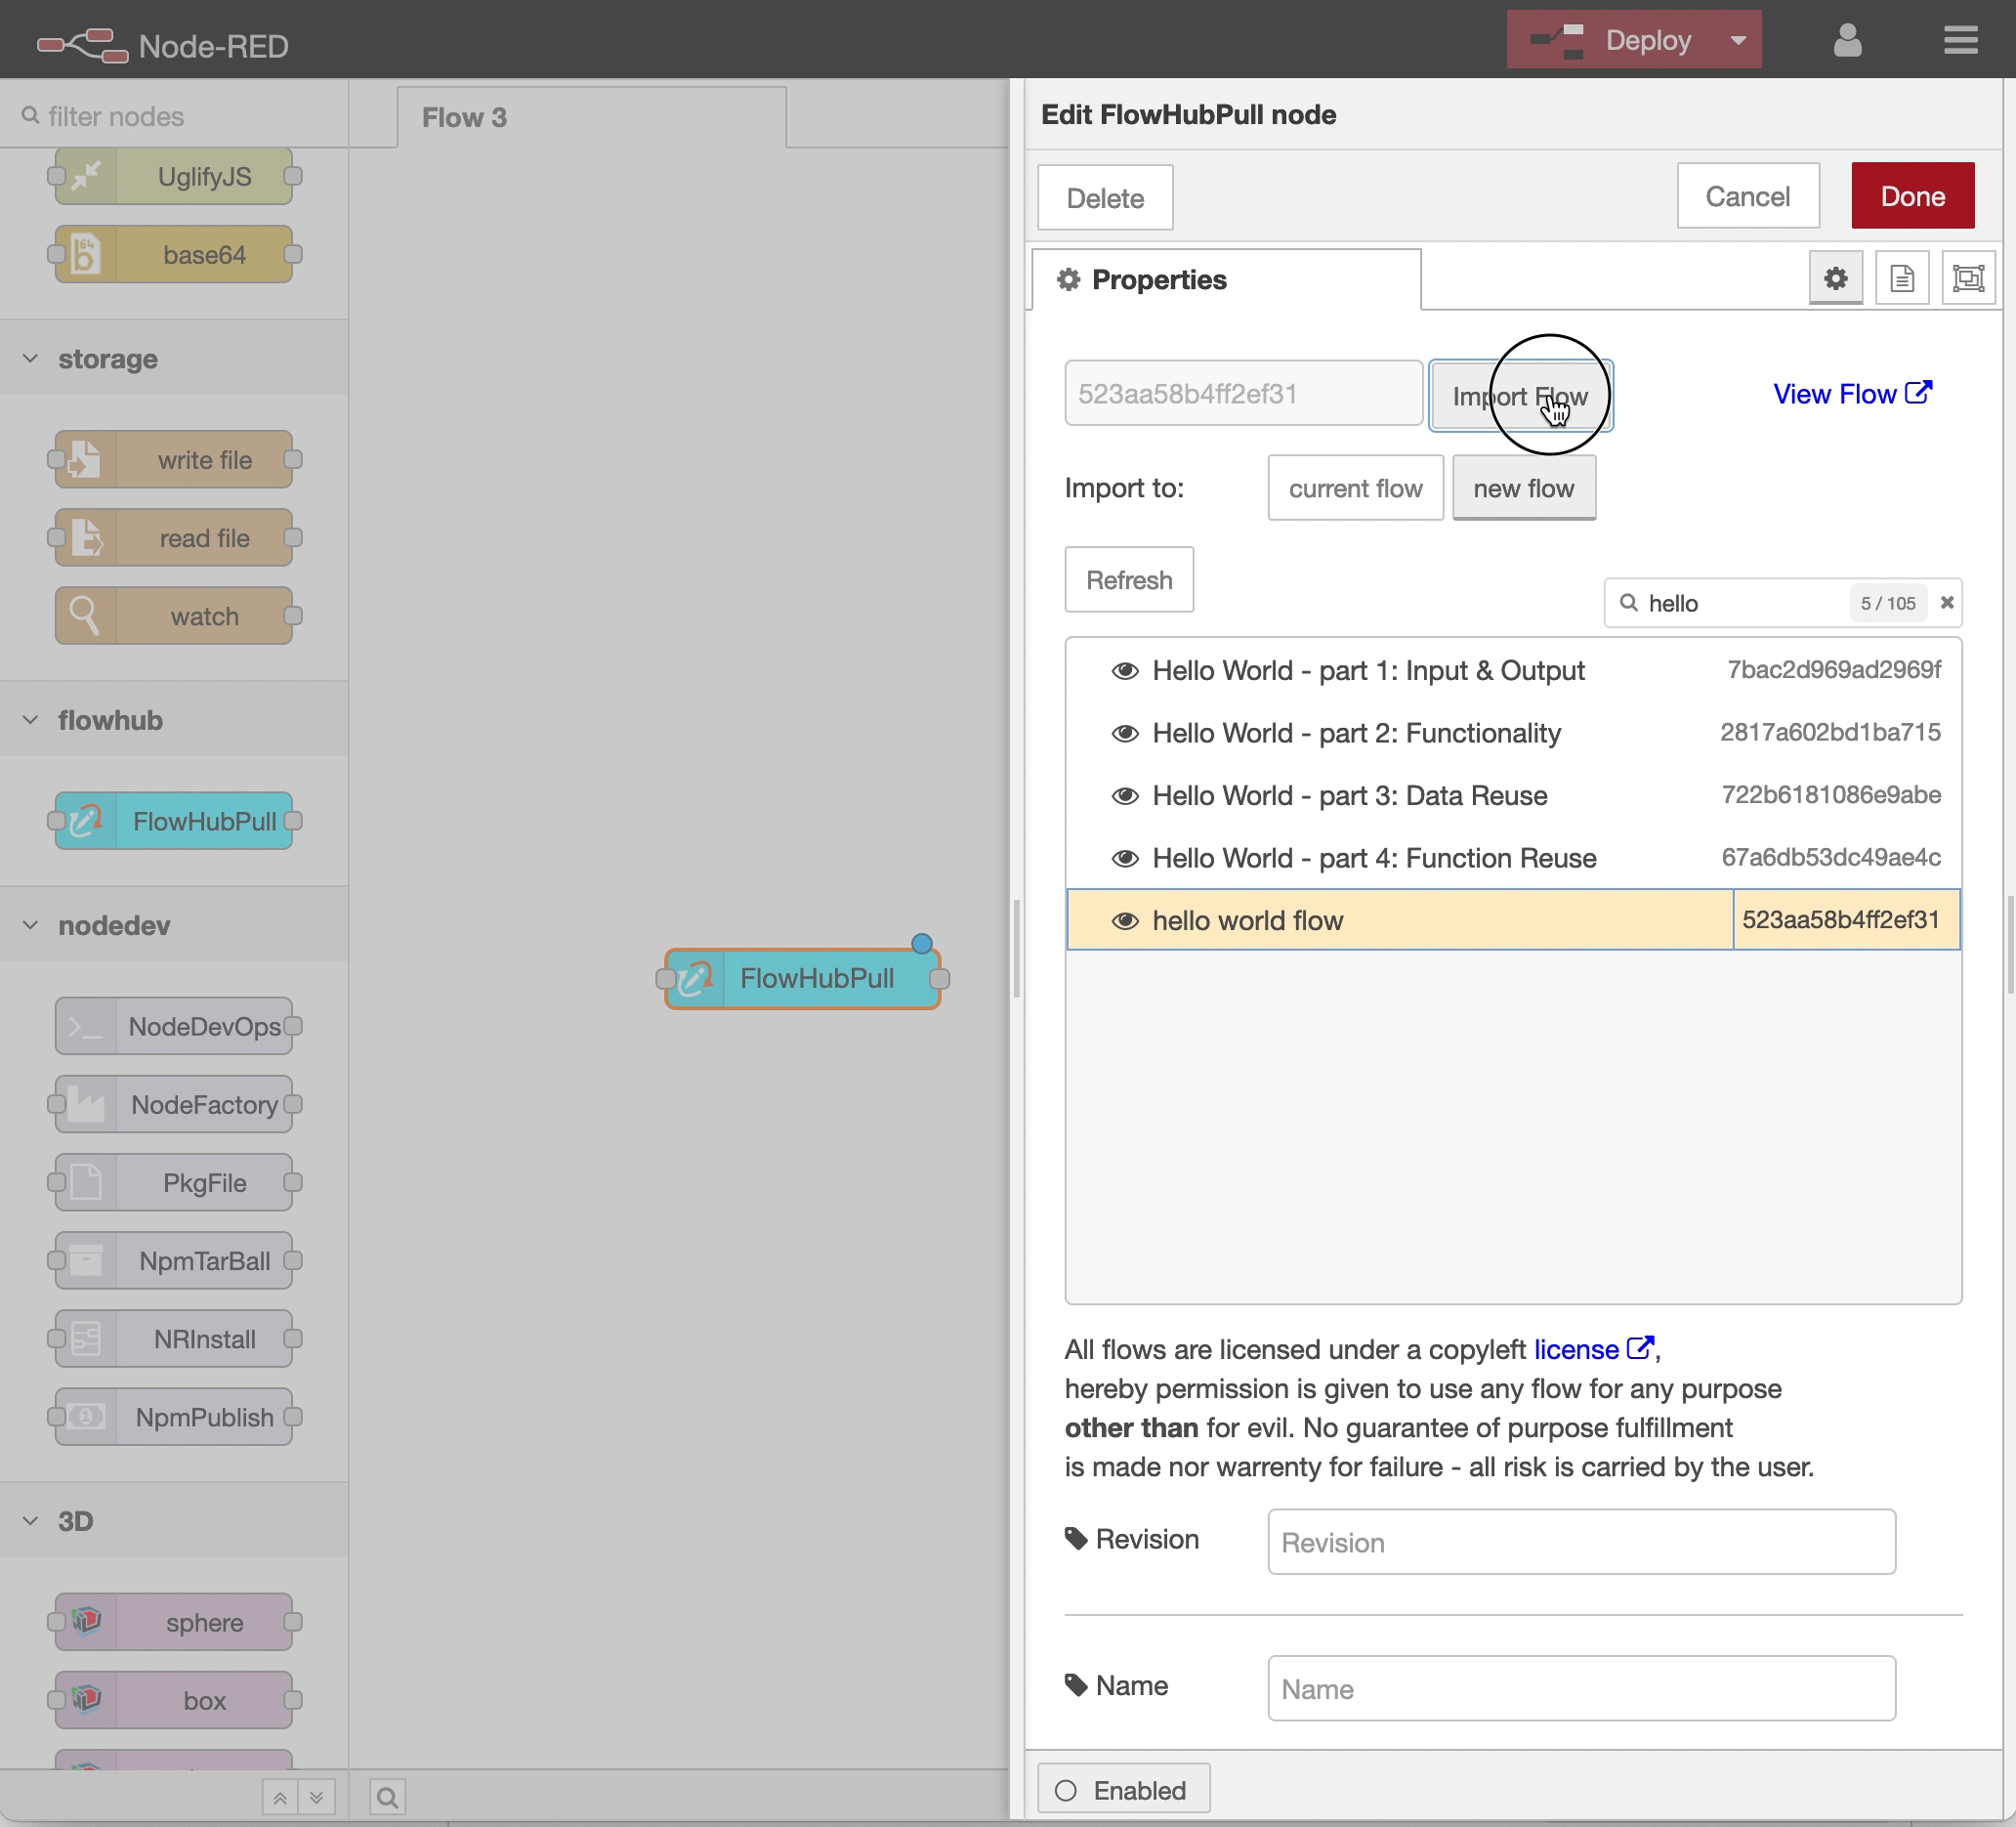 Node-RED
Deploy
filter nodes
UglifyJS
base64
storage
write file
read file
watch
flowhub
FlowHubPull
nodedev
NodeDevOps
NodeFactory
PkgFile
NpmTarBall
NRInstall
NpmPublish
3D
sphere
box
Flow 3
FlowHubPull
Edit FlowHubPull node
Delete
Cancel
Done
Properties
523aa58b4ff2ef31
Import Flow
View Flow
Import to:
current flow
new flow
Refresh
hello
5 / 105
Hello World - part 1: Input & Output 7bac2d969ad2969f
Hello World - part 2: Functionality 2817a602bd1ba715
Hello World - part 3: Data Reuse 722b6181086e9abe
Hello World - part 4: Function Reuse 67a6db53dc49ae4c
hello world flow 523aa58b4ff2ef31
All flows are licensed under a copyleft license ,
hereby permission is given to use any flow for any purpose
other than for evil. No guarantee of purpose fulfillment
is made nor warrenty for failure - all risk is carried by the user.
Revision
Revision
Name
Name
Enabled